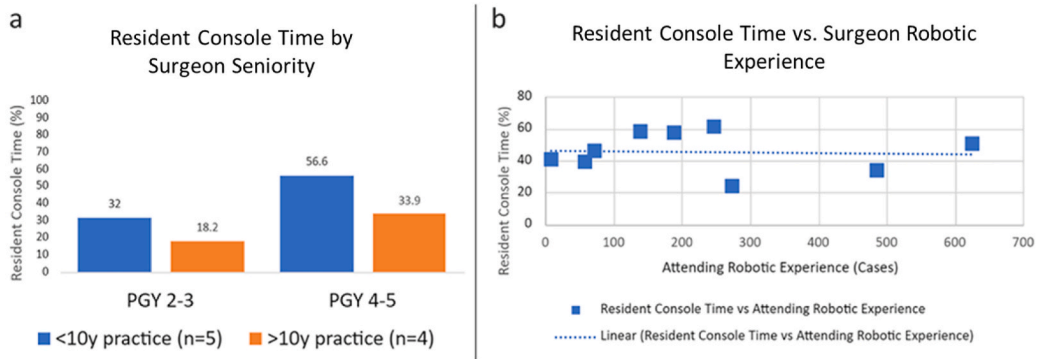 a
Resident Console Time by
Surgeon Seniority
Resident Console Time (%)
100
90
80
70
60
50
40
30
20
10
0
32
18.2
56.6
33.9
PGY 2-3
PGY 4-5
<10y practice (n=5)
>10y practice (n=4)
b
Resident Console Time vs. Surgeon Robotic
Experience
Resident Console Time (%)
80
60
40
20
0
0
100
200
300
400
500
600
700
Attending Robotic Experience (Cases)
Resident Console Time vs Attending Robotic Experience
Linear (Resident Console Time vs Attending Robotic Experience)